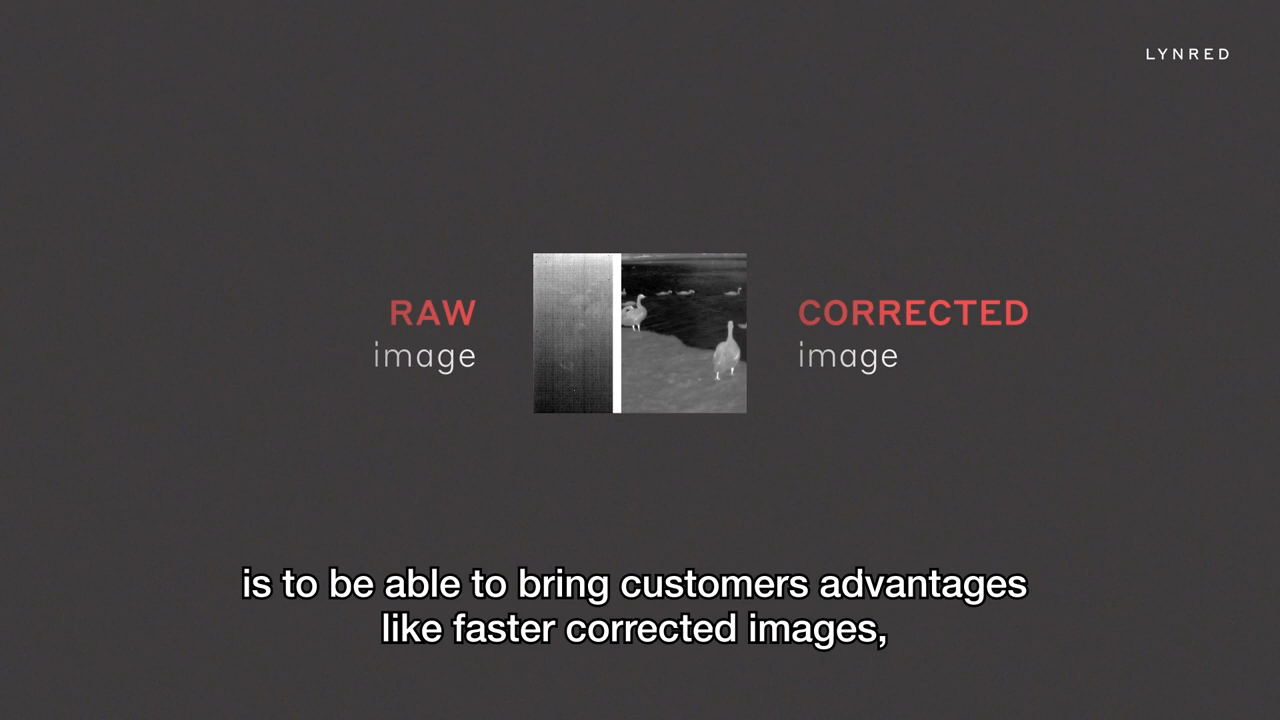 LYNRED
RAW
image
CORRECTED
image
is to be able to bring customers advantages
like faster corrected images,